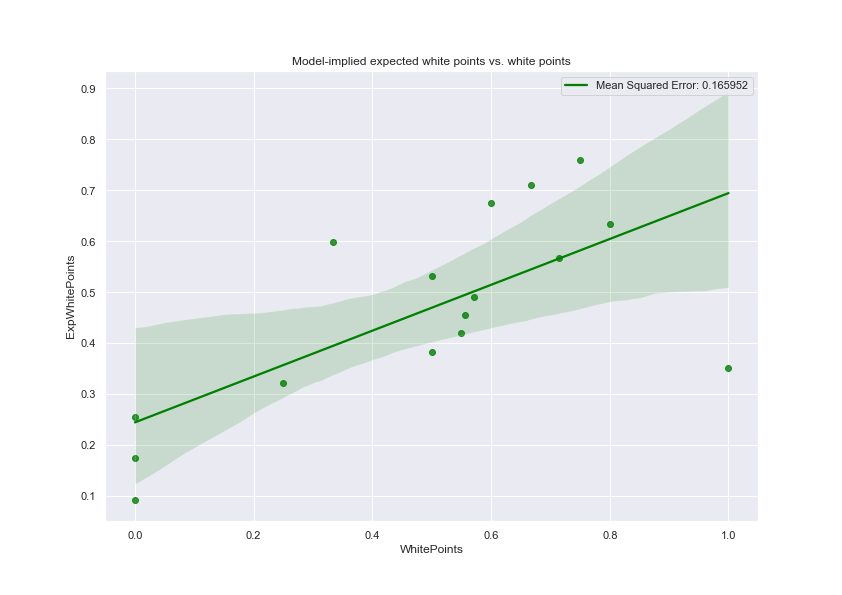 Model-implied expected white points vs. white points
Mean Squared Error: 0.165952
ExpWhitePoints
0.9
0.8
0.7
0.6
0.5
0.4
0.3
0.2
0.1
0.0 0.2 0.4 0.6 0.8 1.0
WhitePoints